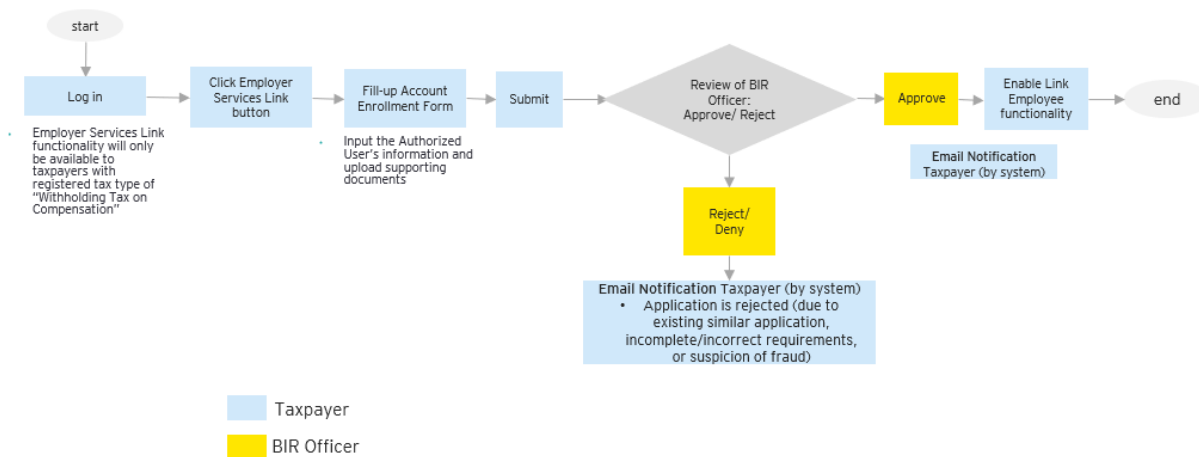 start
Log in
Employer Services Link
functionality will only
be available to
taxpayers with
registered tax type of
“Withholding Tax on
Compensation”
Click Employer
Services Link
button
Fill-up Account
Enrollment Form
Input the Authorized
User's information and
upload supporting
documents
Submit
Review of BIR
Officer:
Approve/ Reject
Approve
Enable Link
Employee
functionality
end
Email Notification
Taxpayer (by system)
Reject/
Deny
Email Notification Taxpayer (by system)
• Application is rejected (due to
existing similar application,
incomplete/incorrect requirements,
or suspicion of fraud)
Taxpayer
BIR Officer